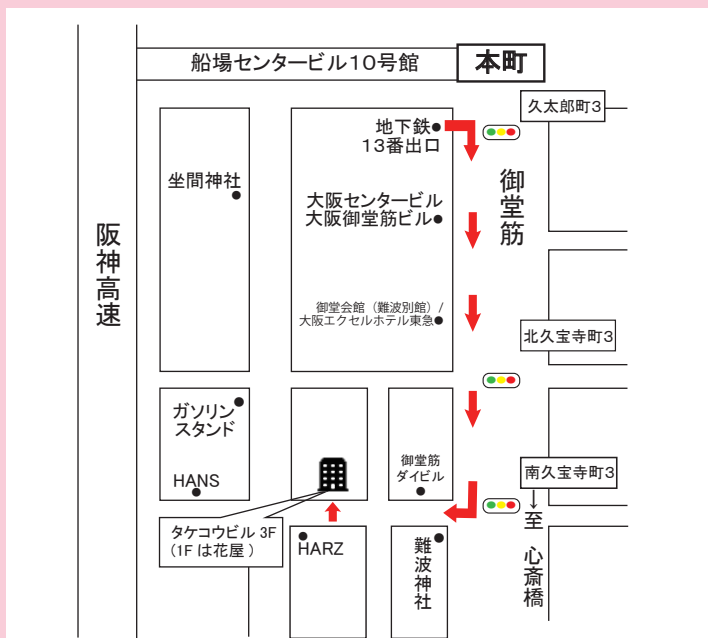 船場センタービル10号館
本町
久太郎町3
地下鉄
13番出口
坐間神社
御堂筋
大阪センタービル
大阪御堂筋ビル
阪神高速
御堂会館（難波別館）/
大阪エクセルホテル東急
北久宝寺町3
ガソリン
スタンド
御堂筋
ダイビル
南久宝寺町3
HANS
タケコウビル 3F
(1F は花屋 )
HARZ
難波神社
↓至 心斎橋